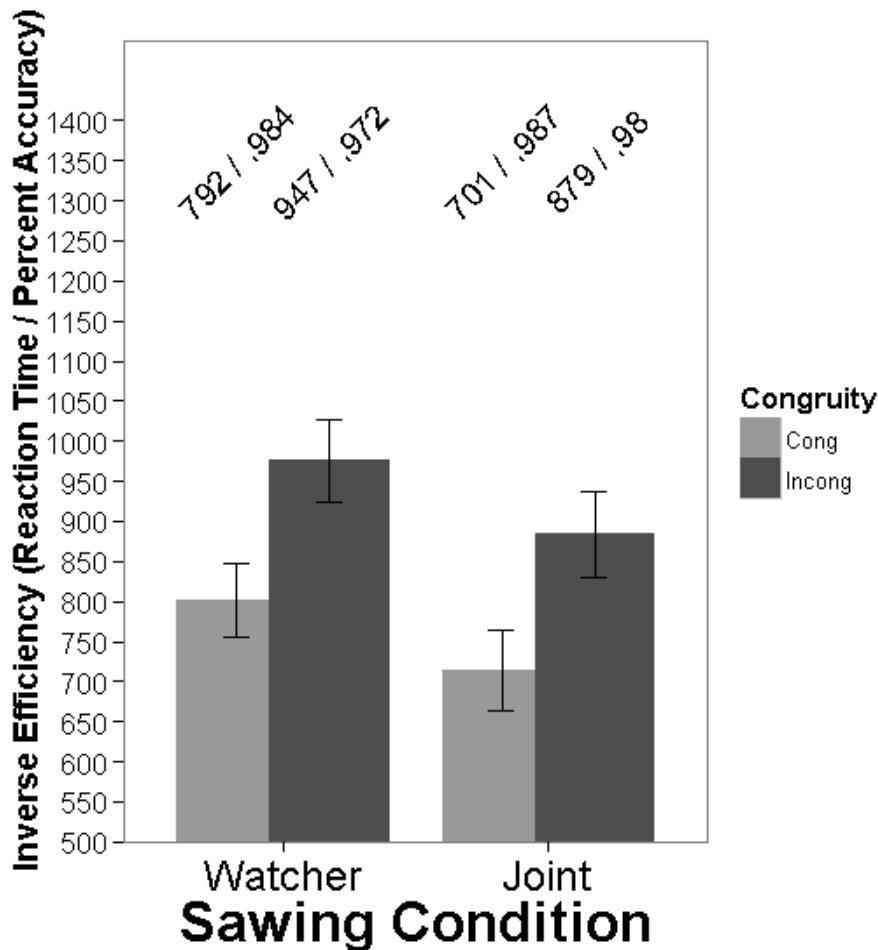 Inverse Efficiency (Reaction Time / Percent Accuracy)
1400
1350
1300
1250
1200
1150
1100
1050
1000
950
900
850
800
750
700
650
600
550
500
792 / .984
947 / .972
701 / .987
879 / .98
Watcher
Joint
Sawing Condition
Congruity
Cong
Incong